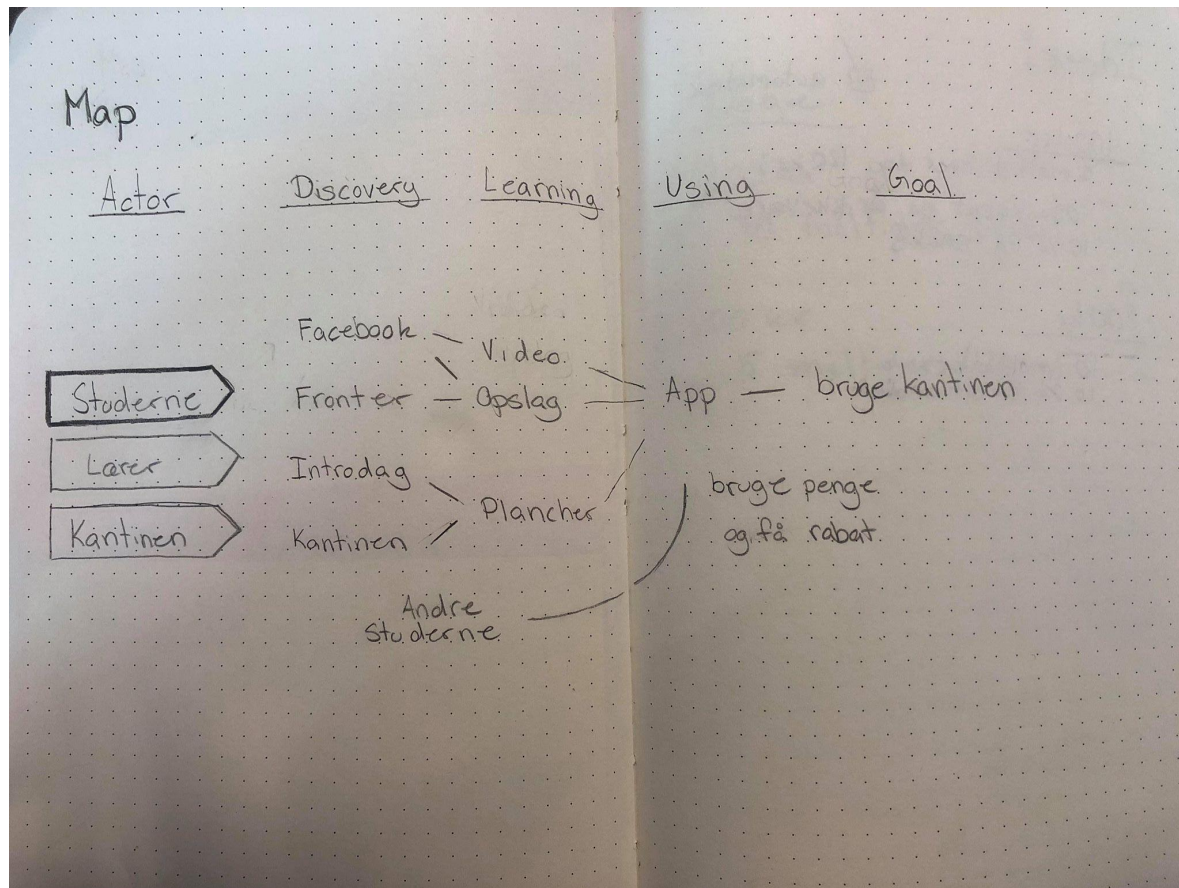 Map
Actor Discovery Learning Using Goal
Facebook Video
Studerne Fronter Opslag App bruge kantinen
Lærer Introdag
bruge penge
Kantinen Kantinen Plancher
og få rabat.
Andre
Studerne